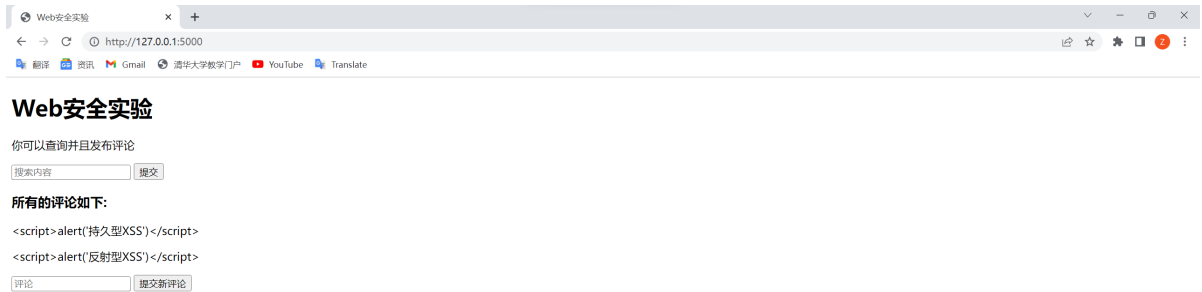 Web安全实验
http://127.0.0.1:5000
Z
翻译 资讯 Gmail 清华大学教学门户 YouTube Translate
Web安全实验
你可以查询并且发布评论
搜索内容 提交
所有的评论如下:
<script>alert('持久型XSS')</script>
<script>alert('反射型XSS')</script>
评论 提交新评论